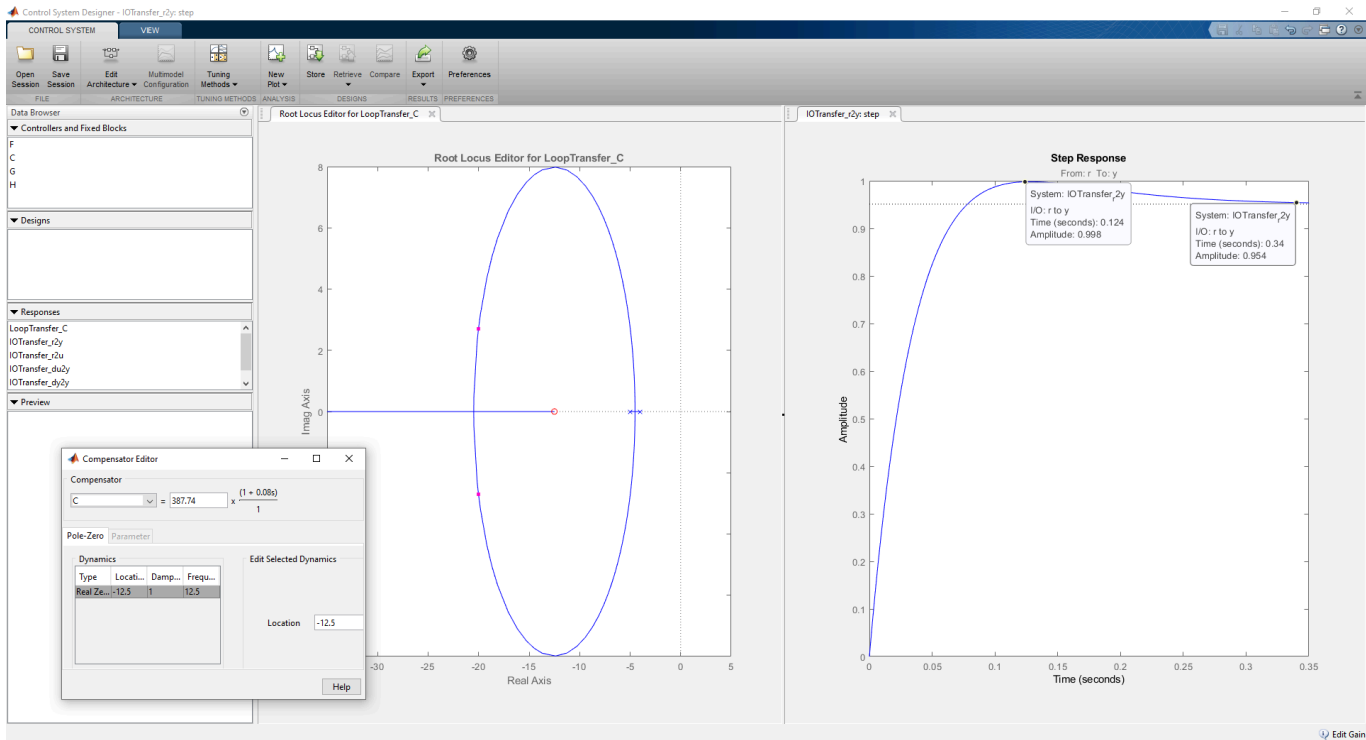 Control System Designer - IOTransfer_r2y: step
CONTROL SYSTEM
VIEW
Open Session
Save Session
Edit Architecture
Multimodel Configuration
Tuning Methods
New Plot
Store
Retrieve
Compare
Export
Preferences
FILE
ARCHITECTURE
TUNING METHODS
ANALYSIS
DESIGNS
RESULTS
PREFERENCES
Data Browser
Controllers and Fixed Blocks
F
C
G
H
Designs
Responses
LoopTransfer_C
IOTransfer_r2y
IOTransfer_r2u
IOTransfer_du2y
IOTransfer_dy2y
Preview
Root Locus Editor for LoopTransfer_C
Root Locus Editor for LoopTransfer_C
8
6
4
2
0
Imag Axis
-30 -25 -20 -15 -10 -5 0 5
Real Axis
Compensator Editor
Compensator
C = 387.74 x (1 + 0.08s)
1
Pole-Zero Parameter
Dynamics
Type Locati... Damp... Frequ...
Real Ze... -12.5 1 12.5
Edit Selected Dynamics
Location -12.5
Help
IOTransfer_r2y: step
Step Response
From: r To: y
1
0.9
0.8
0.7
0.6
0.5
0.4
0.3
0.2
0.1
0
Amplitude
System: IOTransfer_r2y
I/O: r to y
Time (seconds): 0.124
Amplitude: 0.998
System: IOTransfer_r2y
I/O: r to y
Time (seconds): 0.34
Amplitude: 0.954
0 0.05 0.1 0.15 0.2 0.25 0.3 0.35
Time (seconds)
Edit Gain